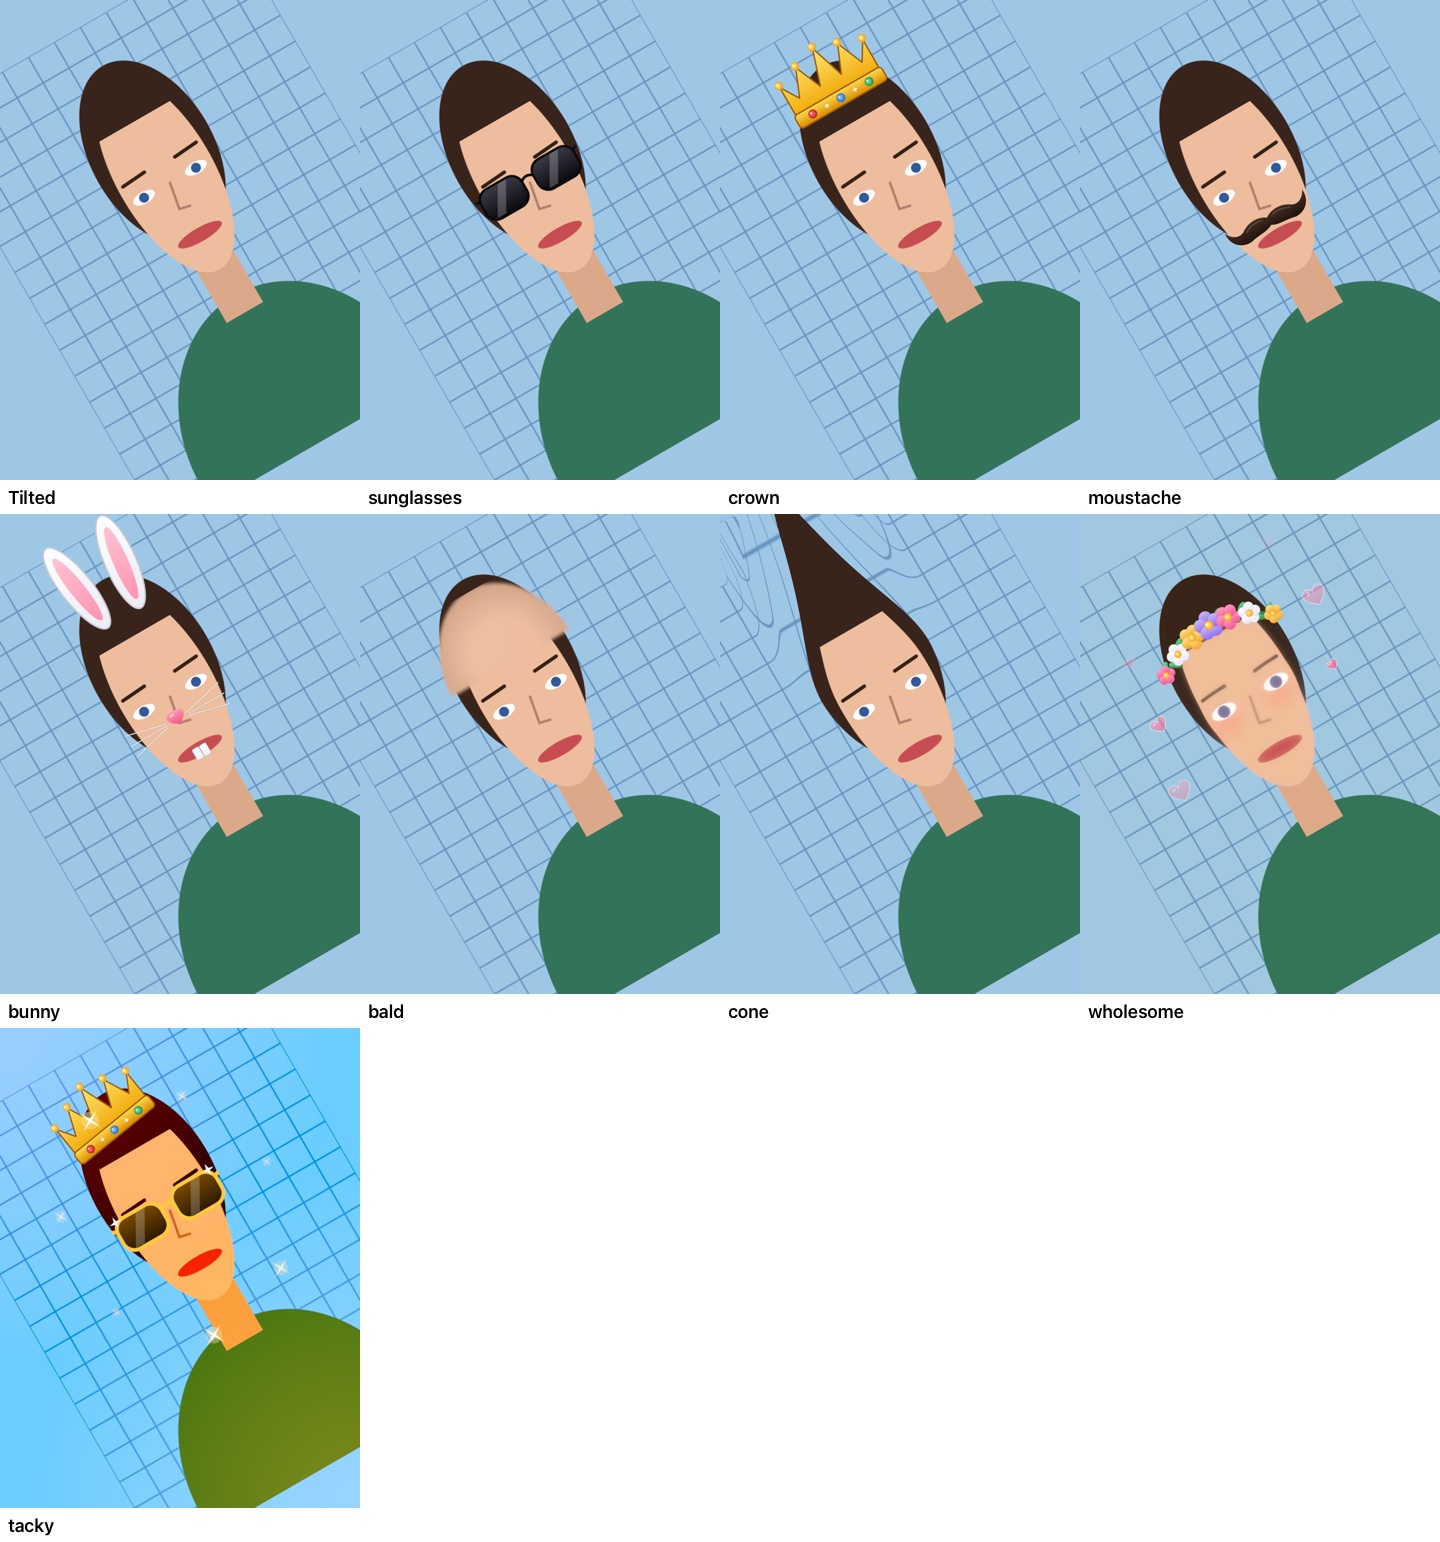 Tilted
sunglasses
crown
moustache
bunny
bald
cone
wholesome
tacky